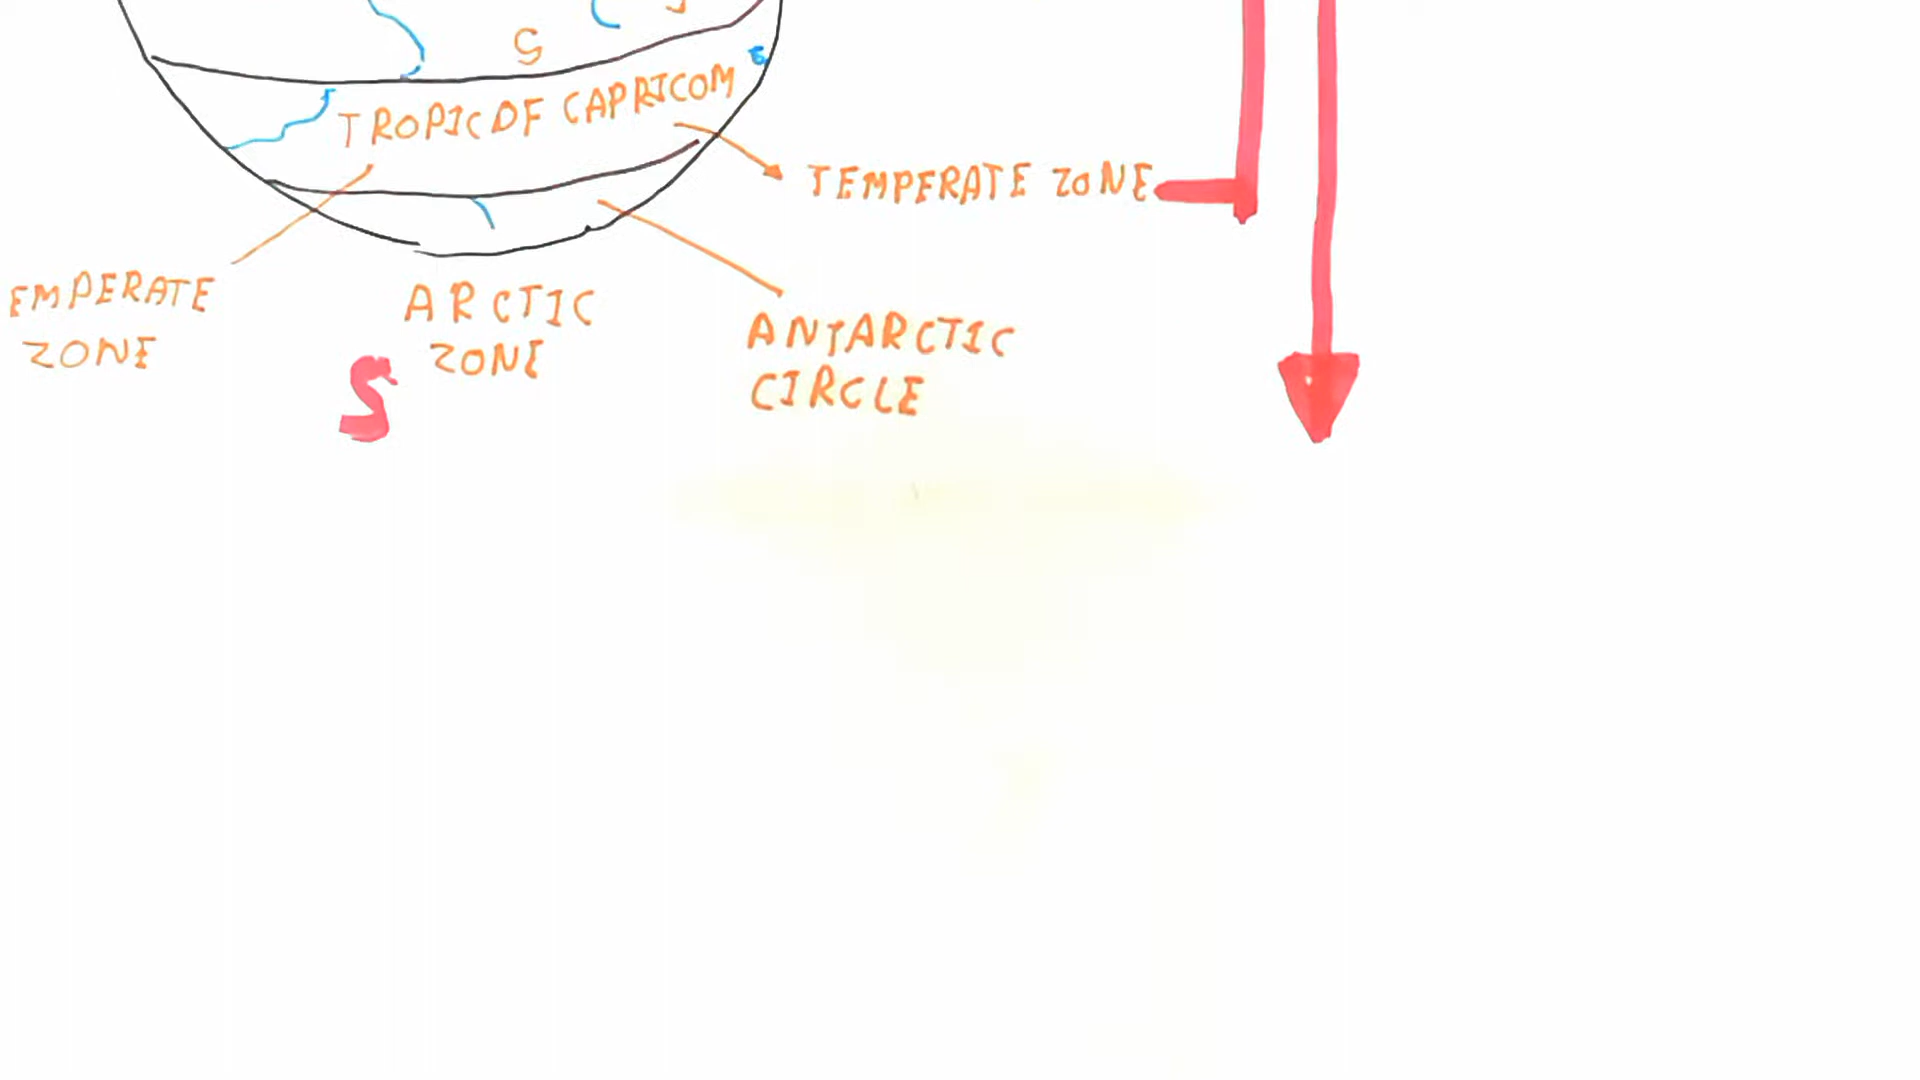 S
TROPIC OF CAPRICOM
TEMPERATE ZONE
EMPERATE
ZONE
ARCTIC
ZONE
ANTARCTIC
CIRCLE
S